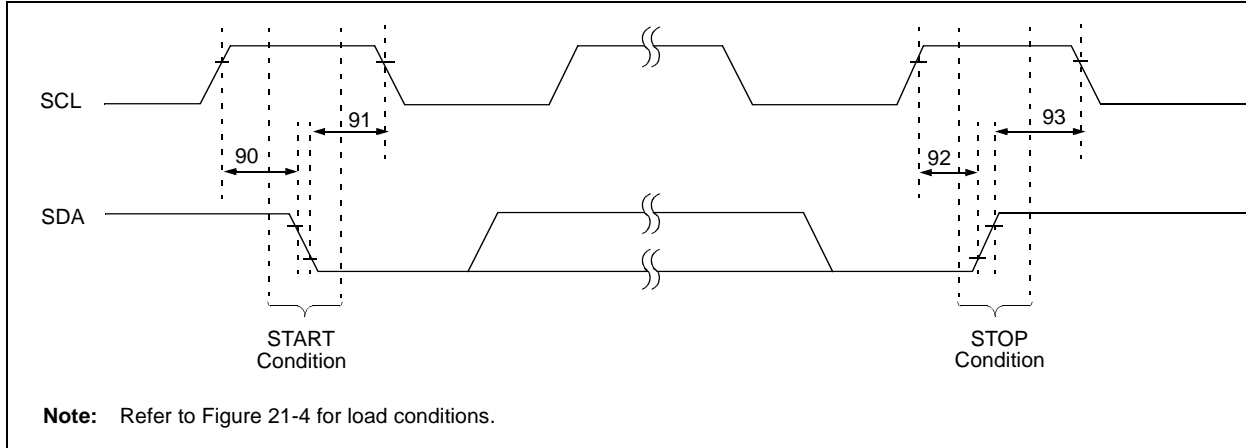 SCL
91
93
90
92
SDA
START
Condition
STOP
Condition
Note: Refer to Figure 21-4 for load conditions.